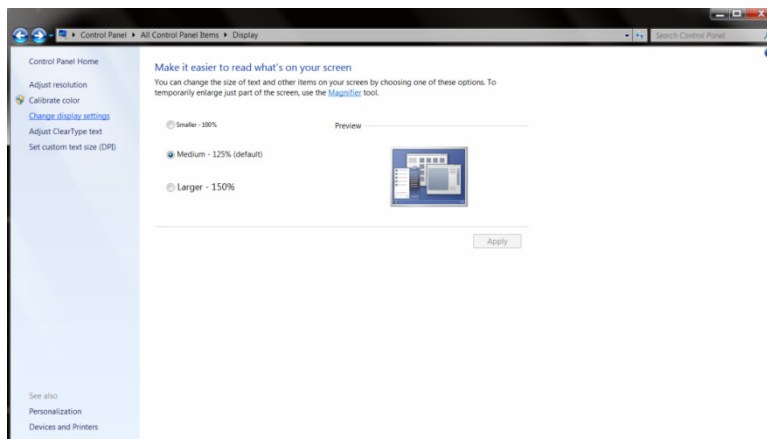 Control Panel ▸ All Control Panel Items ▸ Display
Search Control Panel
Control Panel Home
Adjust resolution
Calibrate color
Change display settings
Adjust ClearType text
Set custom text size (DPI)
Make it easier to read what's on your screen
You can change the size of text and other items on your screen by choosing one of these options. To
temporarily enlarge just part of the screen, use the Magnifier tool.
Smaller - 100%
Preview
Medium - 125% (default)
Larger - 150%
Apply
See also
Personalization
Devices and Printers